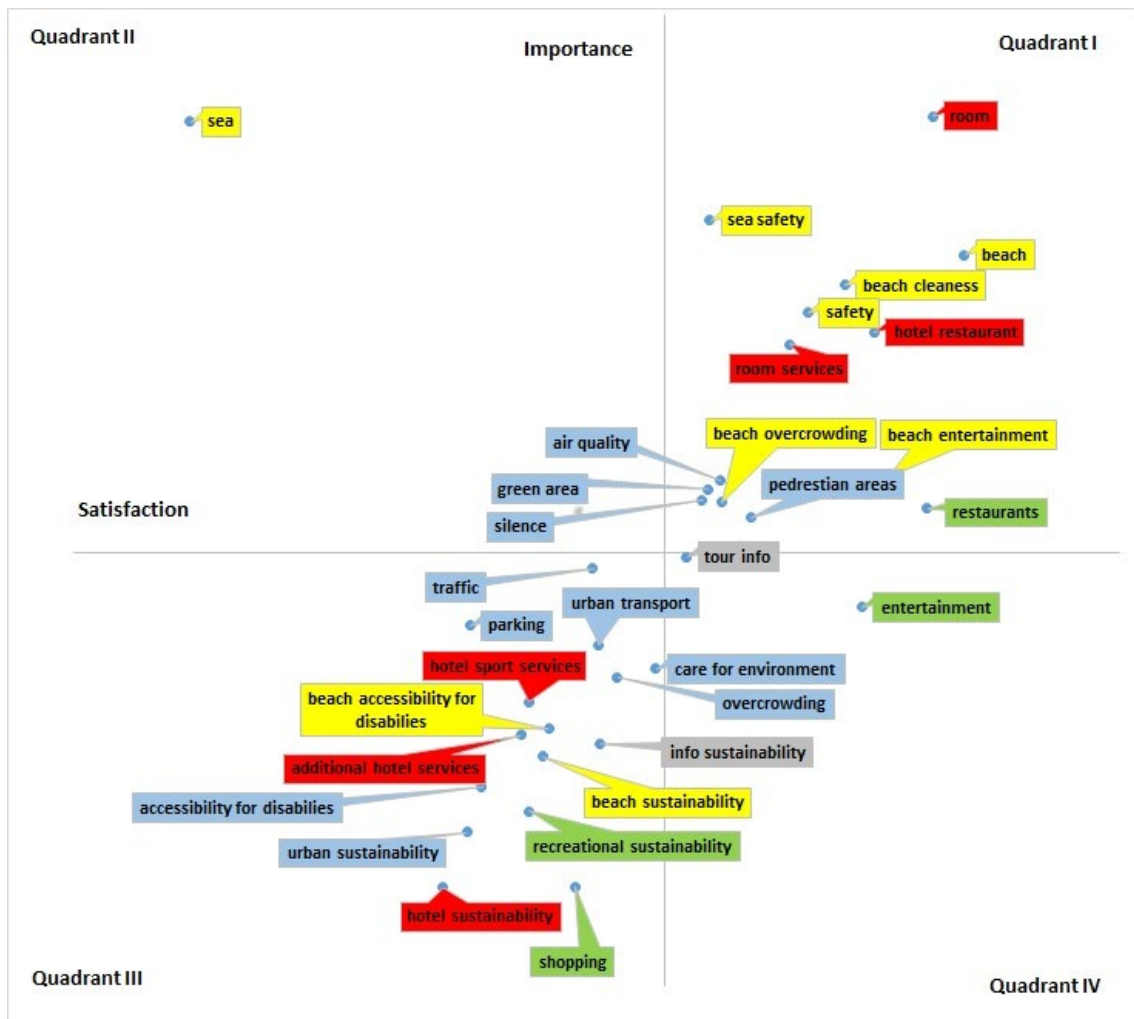 Quadrant II
Importance
Quadrant I
sea
room
sea safety
beach
beach cleaness
safety
hotel restaurant
room services
beach overcrowding
beach entertainment
air quality
green area
pedrestian areas
silence
Satisfaction
restaurants
tour info
traffic
urban transport
entertainment
parking
hotel sport services
care for environment
beach accessibility for
disabilies
overcrowding
info sustainability
additional hotel services
beach sustainability
accessibility for disabilies
recreational sustainability
urban sustainability
hotel sustainability
shopping
Quadrant III
Quadrant IV